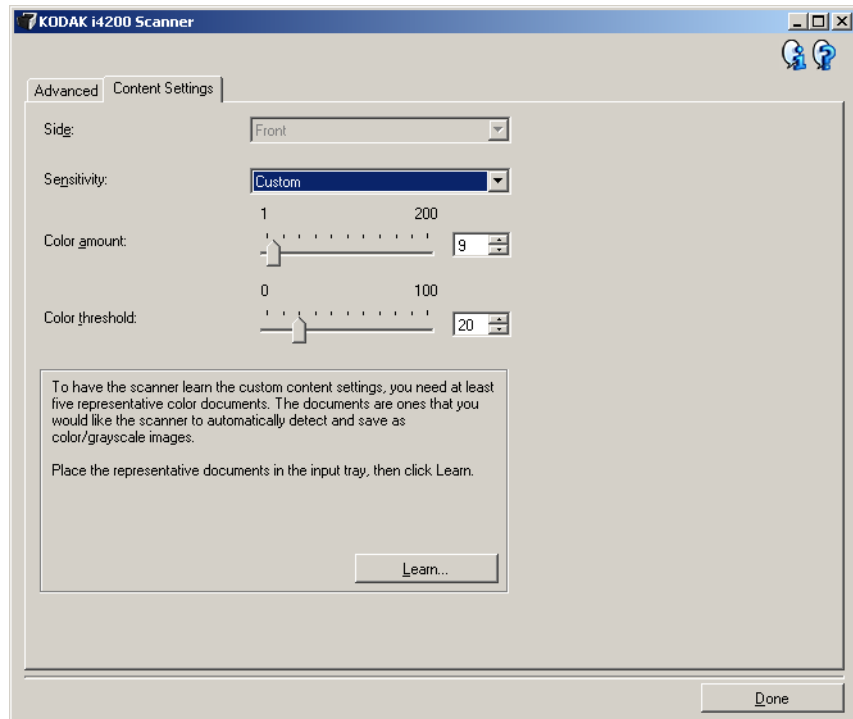 KODAK i4200 Scanner
Advanced
Content Settings
Side:
Front
Sensitivity:
Custom
1 200
Color amount:
9
0 100
Color threshold:
20
To have the scanner learn the custom content settings, you need at least
five representative color documents. The documents are ones that you
would like the scanner to automatically detect and save as
color/grayscale images.
Place the representative documents in the input tray, then click Learn.
Learn...
Done